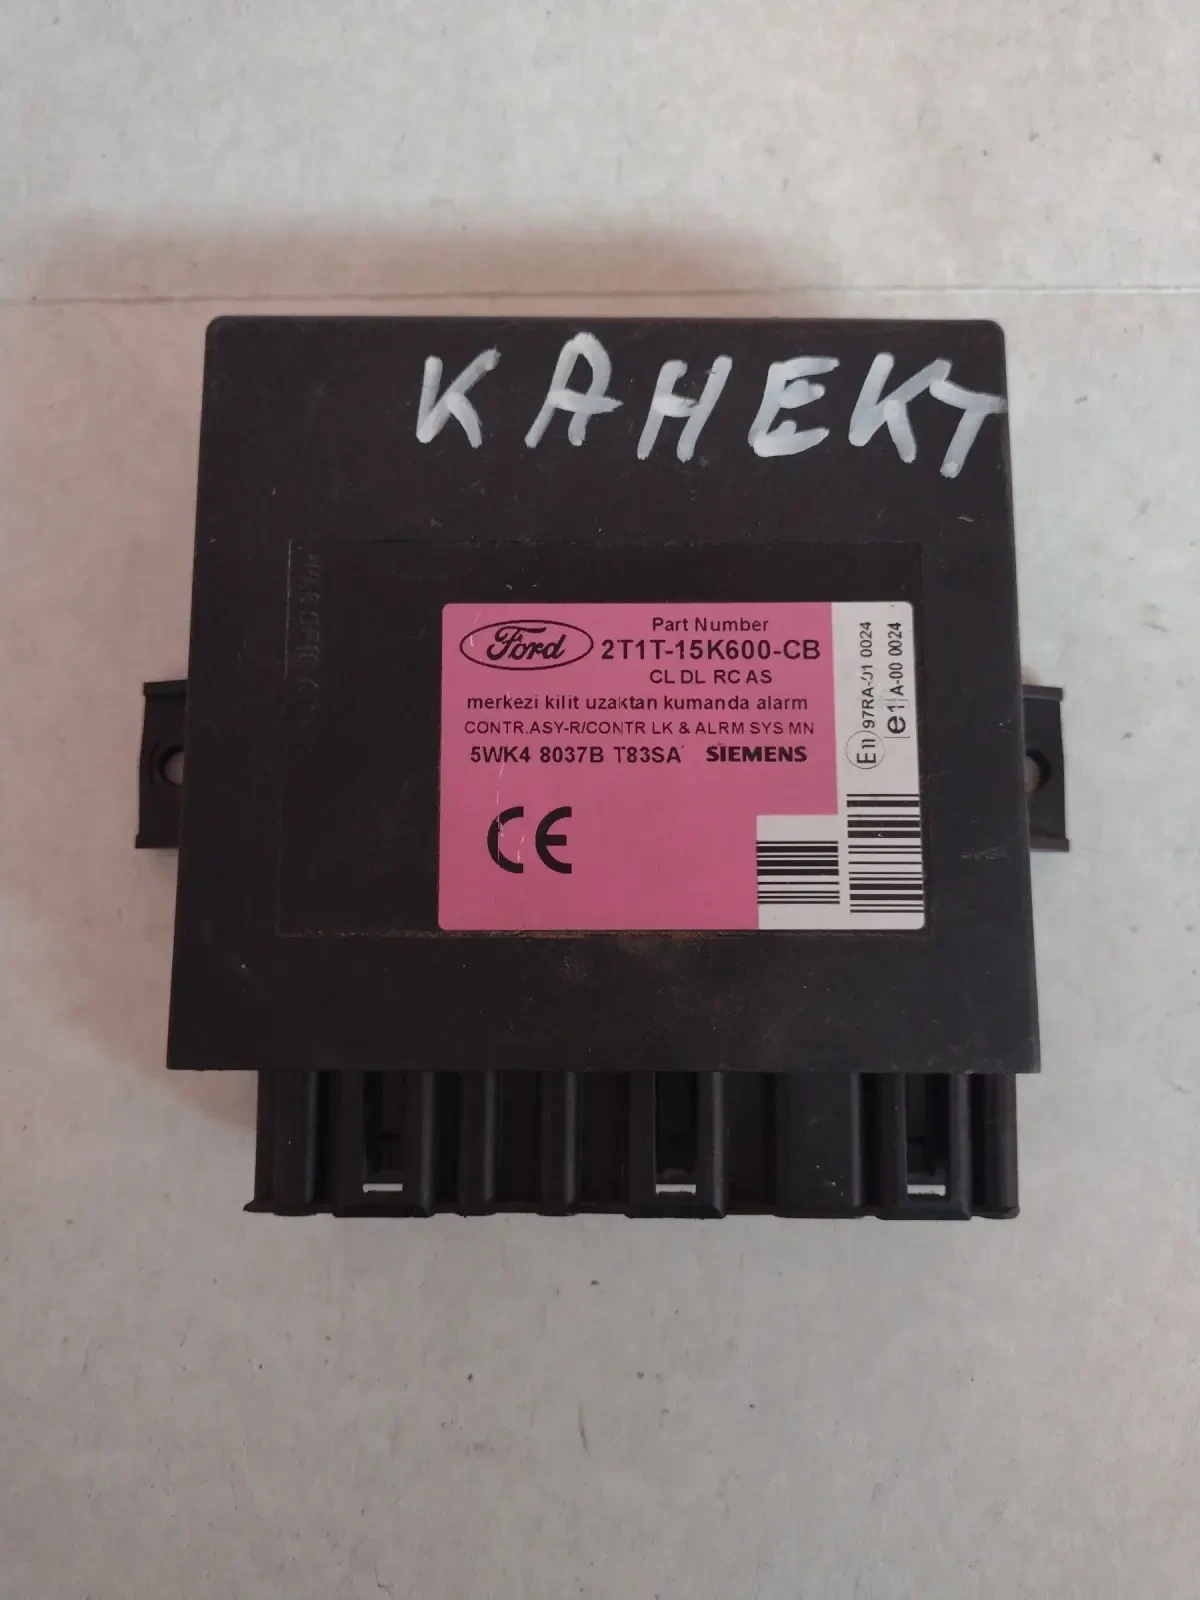 КАНЕКТ
Ford
Part Number
2T1T-15K600-CB
CL DL RC AS
merkezi kilit uzaktan kumanda alarm
CONTR.ASY-R/CONTR LK & ALRM SYS MN
5WK4 8037B T83SA SIEMENS
CE
E11 97RA-01 0024
e1 A-00 0024